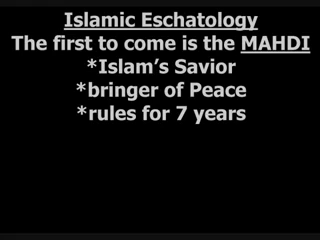 Islamic Eschatology
The first to come is the MAHDI
*Islam's Savior
*bringer of Peace
*rules for 7 years